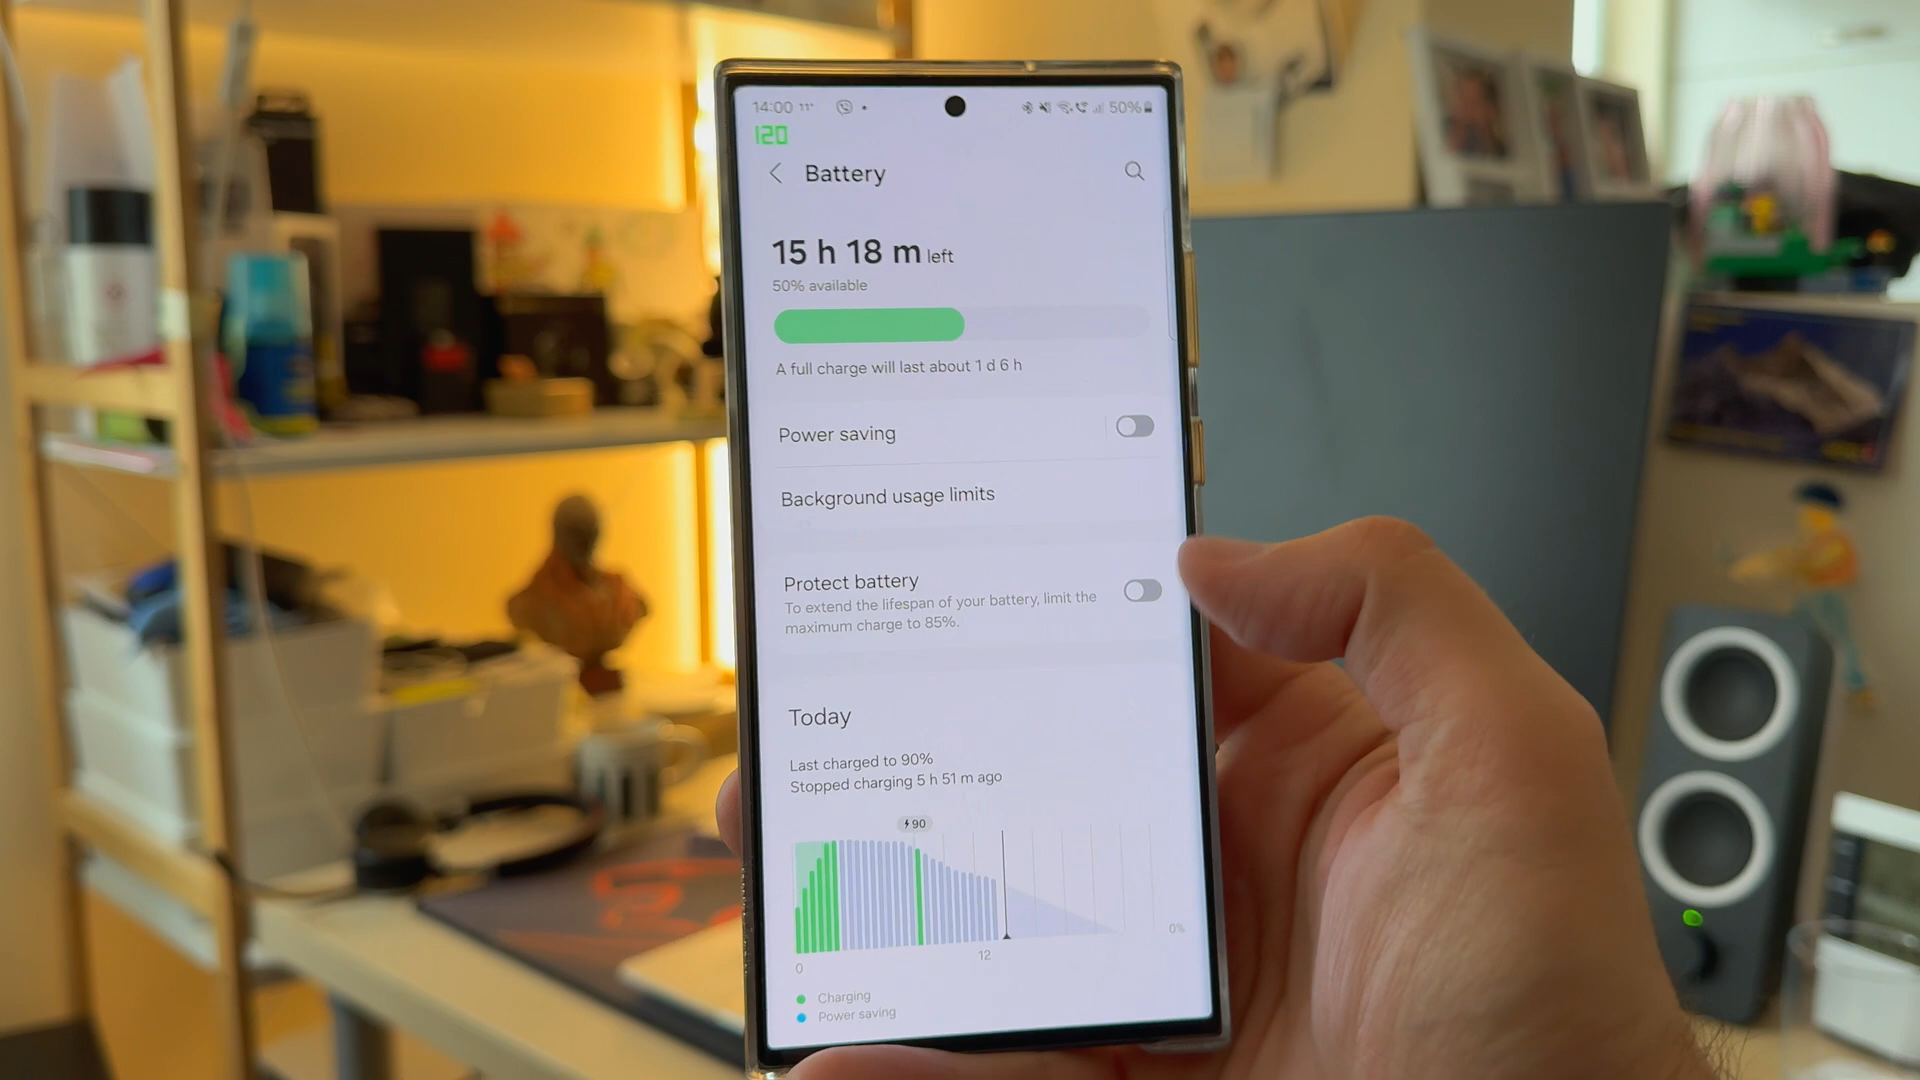 14:00 11° 50%
120
Battery
15 h 18 m left
50% available
A full charge will last about 1 d 6 h
Power saving
Background usage limits
Protect battery
To extend the lifespan of your battery, limit the
maximum charge to 85%.
Today
Last charged to 90%
Stopped charging 5 h 51 m ago
90
0%
0 12
Charging
Power saving